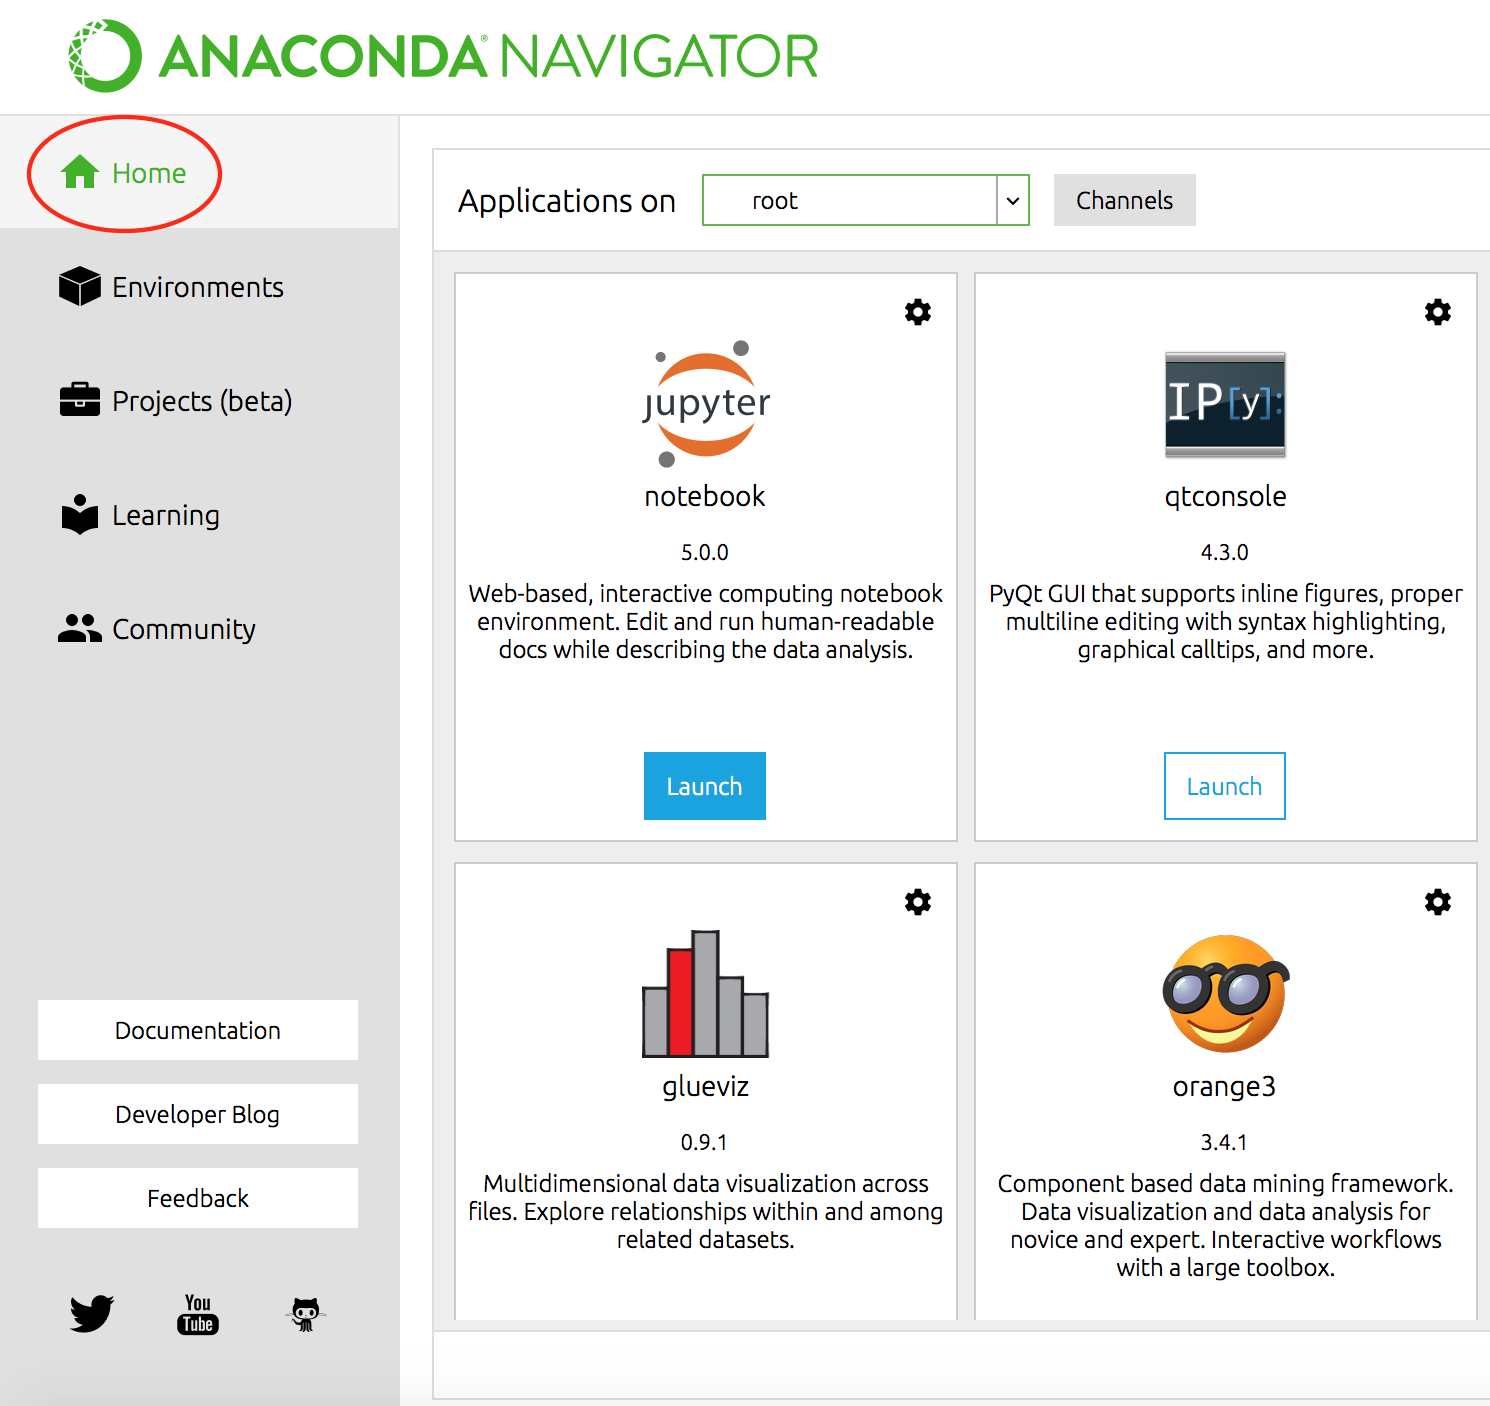 ANACONDA® NAVIGATOR
Home
Environments
Projects (beta)
Learning
Community
Documentation
Developer Blog
Feedback
You
Tube
Applications on
root
Channels
jupyter
notebook
5.0.0
Web-based, interactive computing notebook
environment. Edit and run human-readable
docs while describing the data analysis.
Launch
IP[y]:
qtconsole
4.3.0
PyQt GUI that supports inline figures, proper
multiline editing with syntax highlighting,
graphical calltips, and more.
Launch
glueviz
0.9.1
Multidimensional data visualization across
files. Explore relationships within and among
related datasets.
orange3
3.4.1
Component based data mining framework.
Data visualization and data analysis for
novice and expert. Interactive workflows
with a large toolbox.